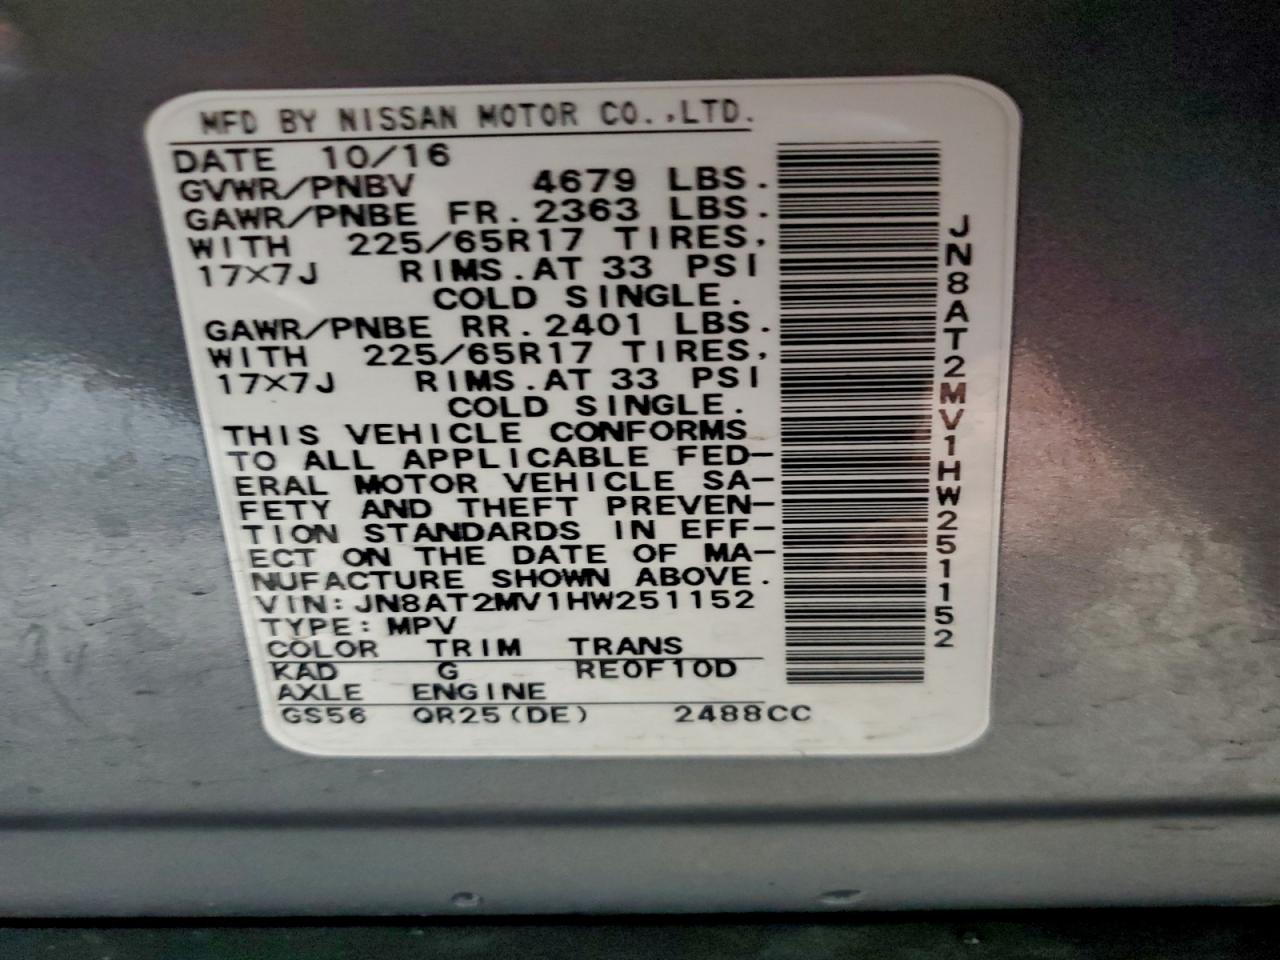 MFD BY NISSAN MOTOR CO.,LTD.
DATE 10/16
GVWR/PNBV 4679 LBS.
GAWR/PNBE FR. 2363 LBS.
WITH 225/65R17 TIRES,
17×7J RIMS.AT 33 PSI
COLD SINGLE.
GAWR/PNBE RR. 2401 LBS.
WITH 225/65R17 TIRES,
17×7J RIMS.AT 33 PSI
COLD SINGLE.
THIS VEHICLE CONFORMS
TO ALL APPLICABLE FED-
ERAL MOTOR VEHICLE SA-
FETY AND THEFT PREVEN-
TION STANDARDS IN EFF-
ECT ON THE DATE OF MA-
NUFACTURE SHOWN ABOVE.
VIN: JN8AT2MV1HW251152
TYPE: MPV
COLOR TRIM TRANS
KAD G RE0F10D
AXLE ENGINE
GS56 QR25(DE) 2488CC
JN8AT2MV1HW251152